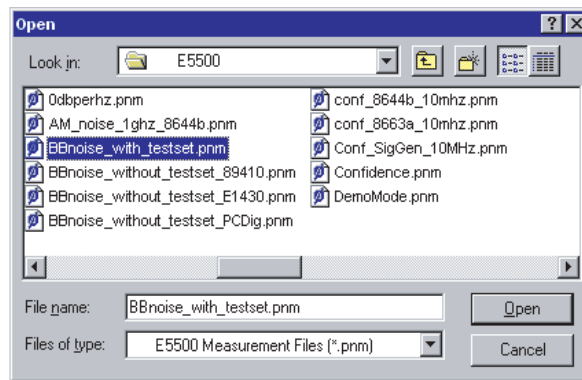 Open
Look in: E5500
0dbperhz.pnm
AM_noise_1ghz_8644b.pnm
BBnoise_with_testset.pnm
BBnoise_without_testset_89410.pnm
BBnoise_without_testset_E1430.pnm
BBnoise_without_testset_PCDig.pnm
conf_8644b_10mhz.pnm
conf_8663a_10mhz.pnm
Conf_SigGen_10MHz.pnm
Confidence.pnm
DemoMode.pnm
File name: BBnoise_with_testset.pnm Open
Files of type: E5500 Measurement Files (*.pnm) Cancel